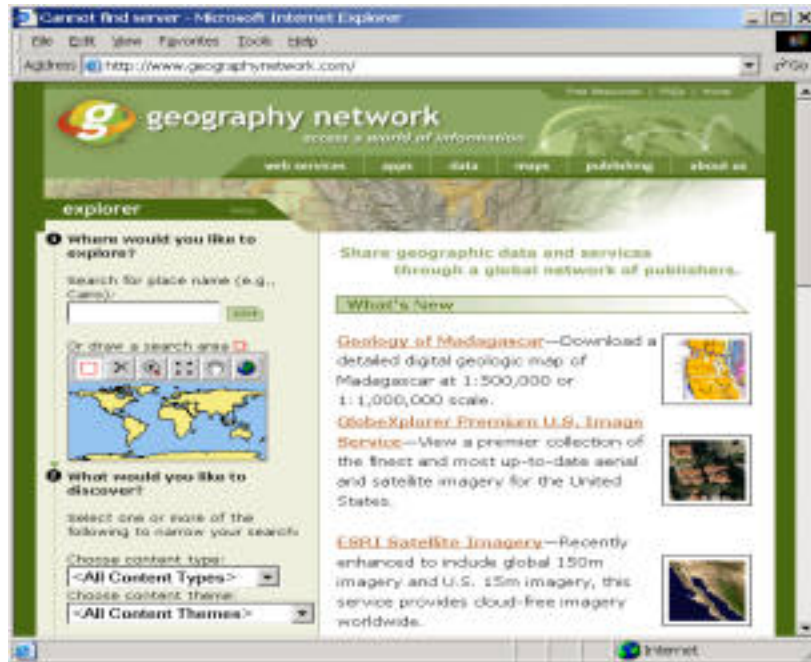 Cannot find server - Microsoft Internet Explorer
File Edit View Favorites Tools Help
Address http://www.geographynetwork.com/ Go
geography network
access a world of information
web services apps data maps publishing about us
explorer
Where would you like to
explore?
Search for place name (e.g.,
Cairo):
Or draw a search area
What would you like to
discover?
Select one or more of the
following to narrow your search:
Choose content type:
<All Content Types>
Choose content theme:
<All Content Themes>
Share geographic data and services
through a global network of publishers.
What's New
Geology of Madagascar—Download a
detailed digital geologic map of
Madagascar at 1:500,000 or
1:1,000,000 scale.
GlobeXplorer Premium U.S. Image
Service—View a premier collection of
the finest and most up-to-date aerial
and satellite imagery for the United
States.
ESRI Satellite Imagery—Recently
enhanced to include global 150m
imagery and U.S. 15m imagery, this
service provides cloud-free imagery
worldwide.
Internet